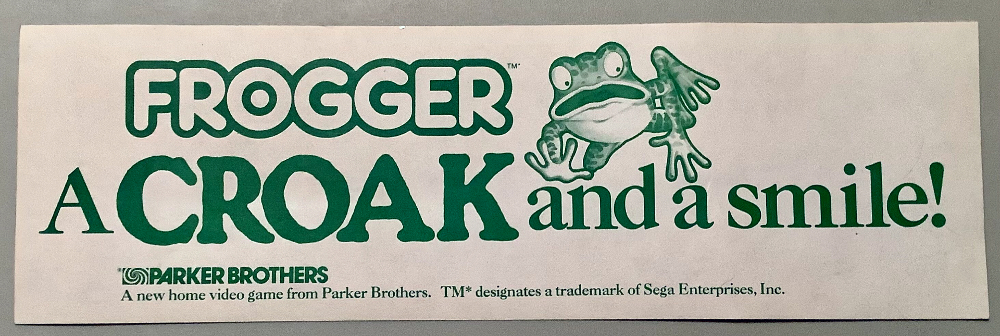 FROGGER™*
A CROAK and a smile!
*PARKER BROTHERS
A new home video game from Parker Brothers. TM* designates a trademark of Sega Enterprises, Inc.